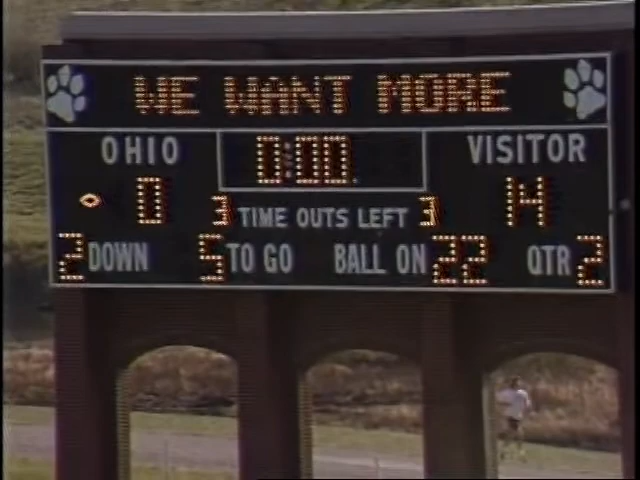 WE WANT MORE
OHIO 0:00 VISITOR
0 3 TIME OUTS LEFT 3 14
2 DOWN 5 TO GO BALL ON 22 QTR 2